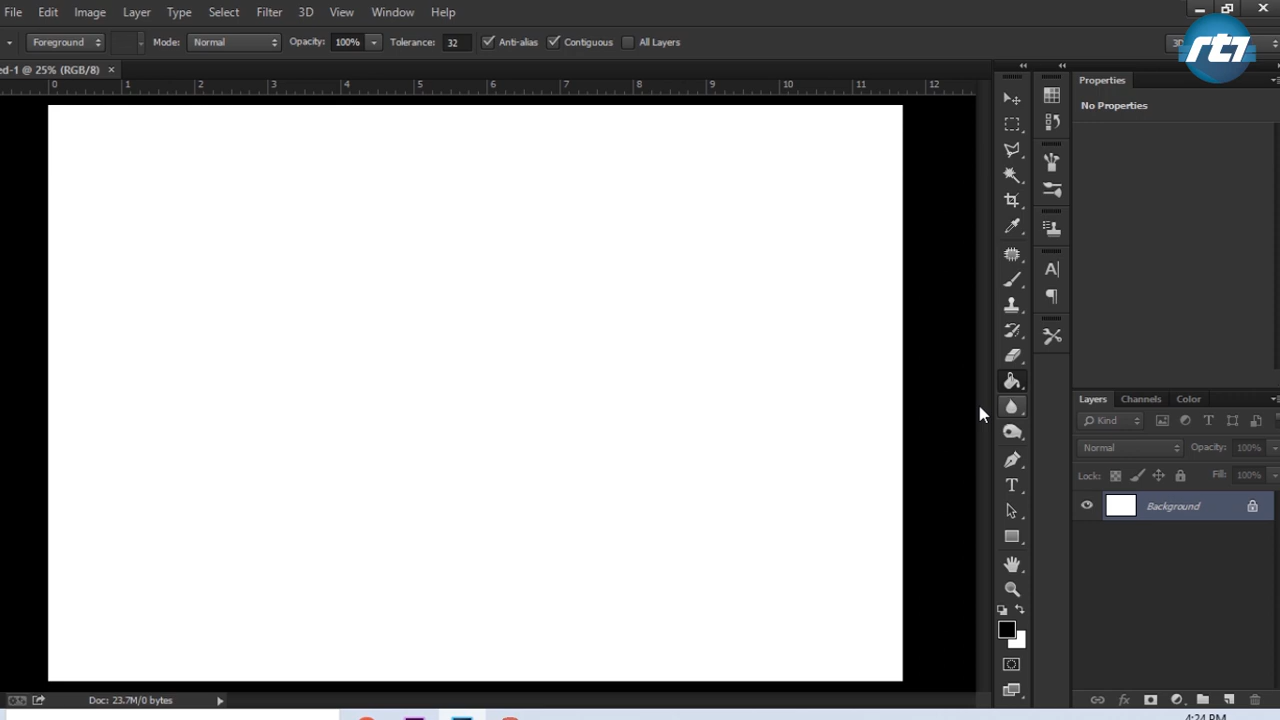 File Edit Image Layer Type Select Filter 3D View Window Help
Foreground Mode: Normal Opacity: 100% Tolerance: 32 Anti-alias Contiguous All Layers
rt1
ed-1 @ 25% (RGB/8) ×
0 1 2 3 4 5 6 7 8 9 10 11 12
Properties
No Properties
Layers Channels Color
Kind
Normal Opacity: 100%
Lock: Fill: 100%
Background
Doc: 23.7M/0 bytes
4:24 PM